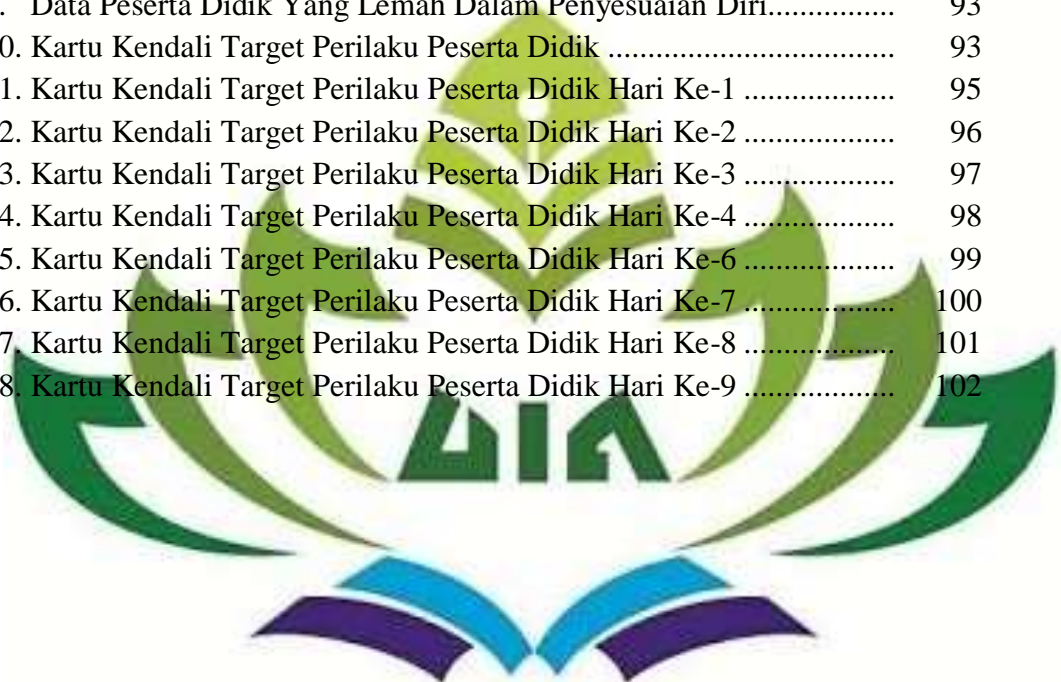 . Data Peserta Didik Yang Lemah Dalam Penyesuaian Diri................ 93
0. Kartu Kendali Target Perilaku Peserta Didik .................................... 93
1. Kartu Kendali Target Perilaku Peserta Didik Hari Ke-1 ................... 95
2. Kartu Kendali Target Perilaku Peserta Didik Hari Ke-2 ................... 96
3. Kartu Kendali Target Perilaku Peserta Didik Hari Ke-3 ................... 97
4. Kartu Kendali Target Perilaku Peserta Didik Hari Ke-4 ................... 98
5. Kartu Kendali Target Perilaku Peserta Didik Hari Ke-6 ................... 99
6. Kartu Kendali Target Perilaku Peserta Didik Hari Ke-7 ................... 100
7. Kartu Kendali Target Perilaku Peserta Didik Hari Ke-8 ................... 101
8. Kartu Kendali Target Perilaku Peserta Didik Hari Ke-9 ................... 102